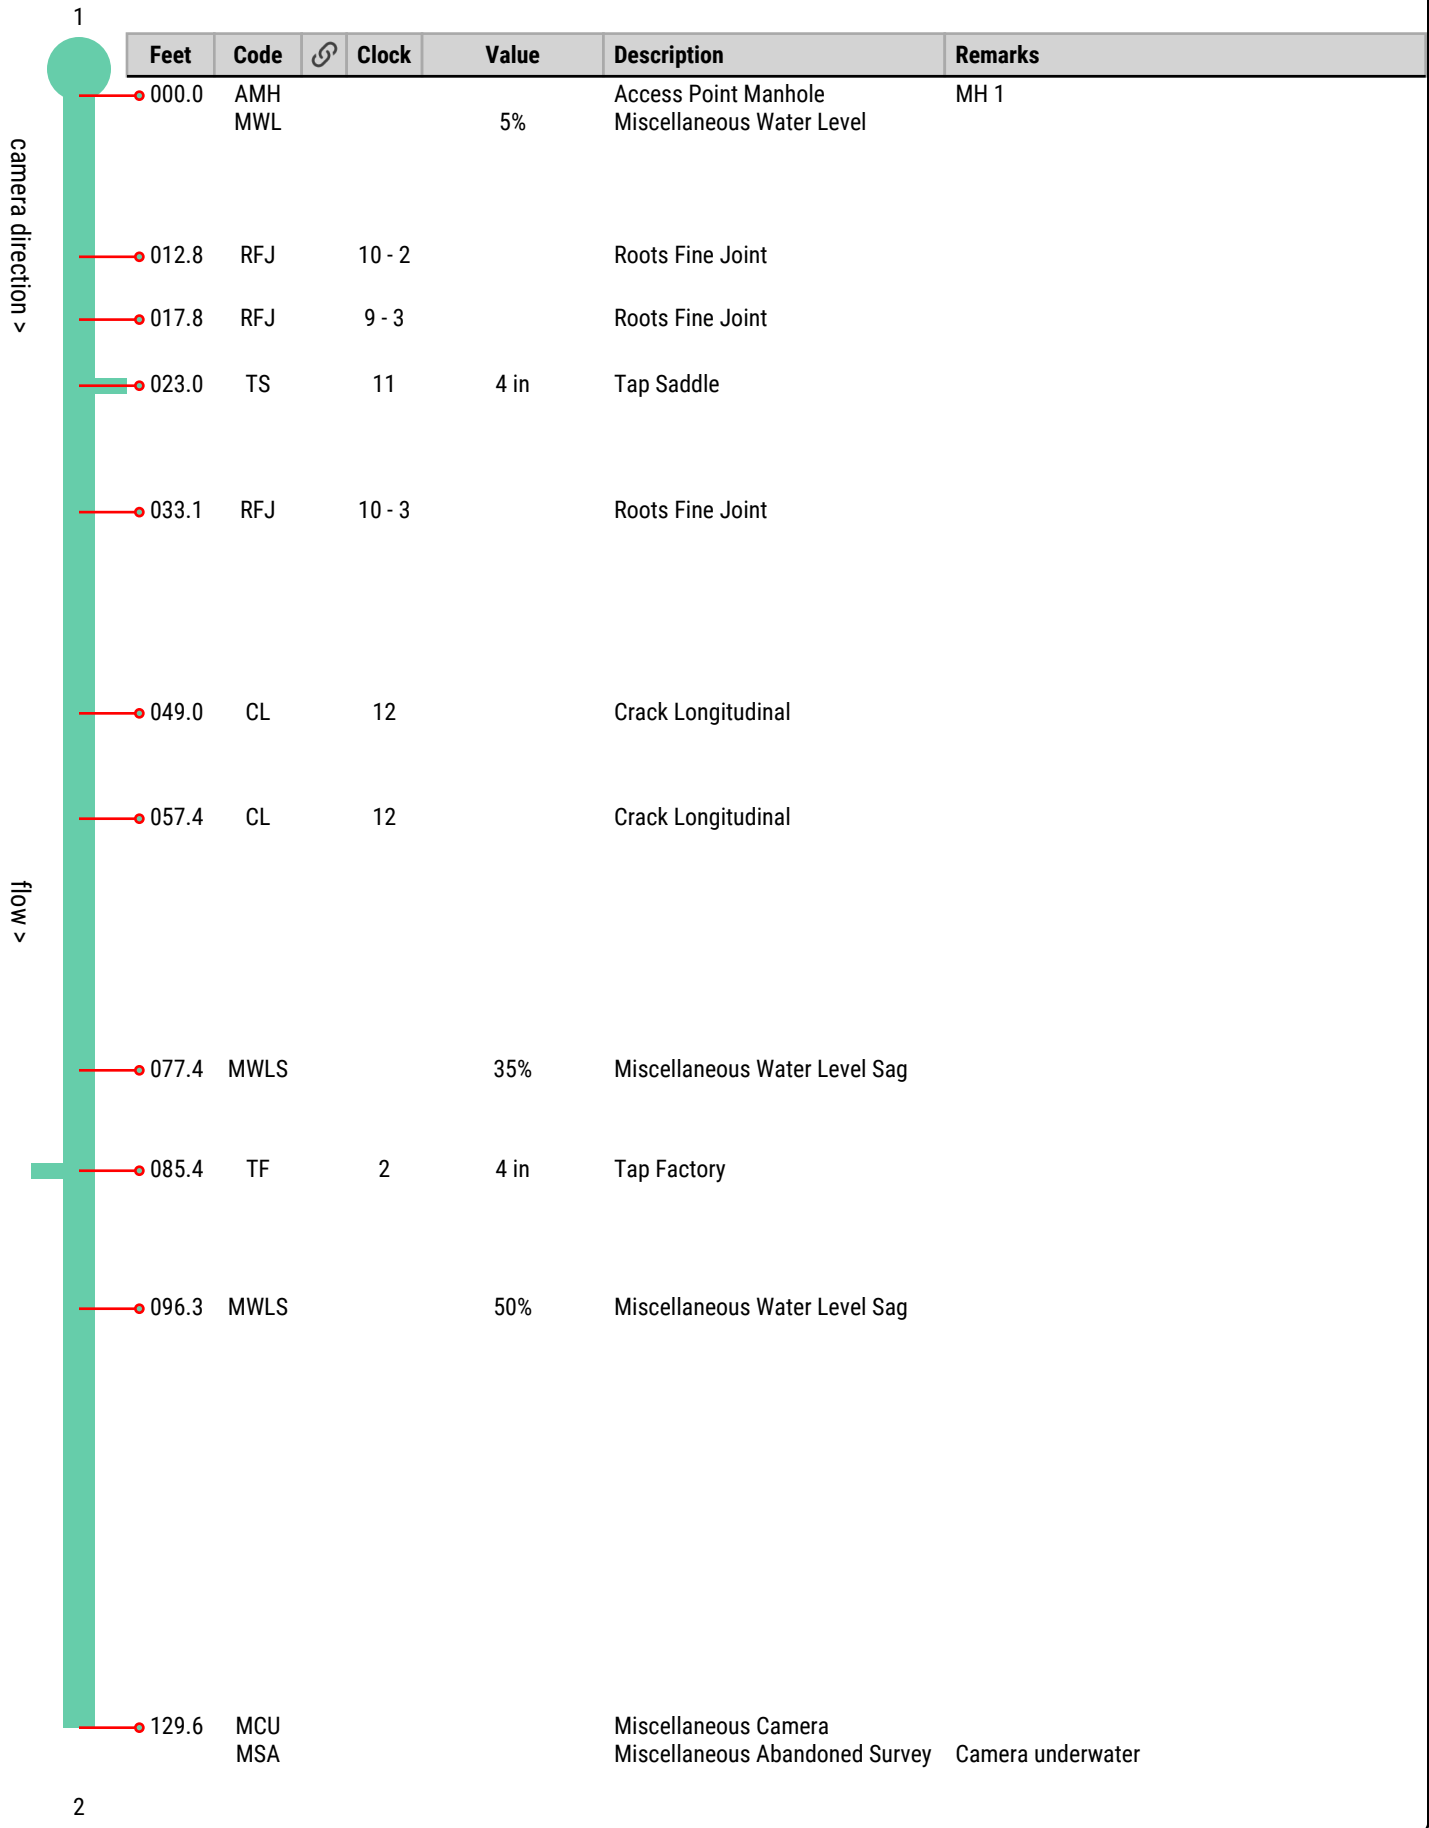 1
Feet Code Clock Value Description Remarks
000.0 AMH Access Point Manhole MH 1
MWL 5% Miscellaneous Water Level
camera direction >
012.8 RFJ 10 - 2 Roots Fine Joint
017.8 RFJ 9 - 3 Roots Fine Joint
023.0 TS 11 4 in Tap Saddle
033.1 RFJ 10 - 3 Roots Fine Joint
049.0 CL 12 Crack Longitudinal
057.4 CL 12 Crack Longitudinal
flow >
077.4 MWLS 35% Miscellaneous Water Level Sag
085.4 TF 2 4 in Tap Factory
096.3 MWLS 50% Miscellaneous Water Level Sag
129.6 MCU Miscellaneous Camera
MSA Miscellaneous Abandoned Survey Camera underwater
2